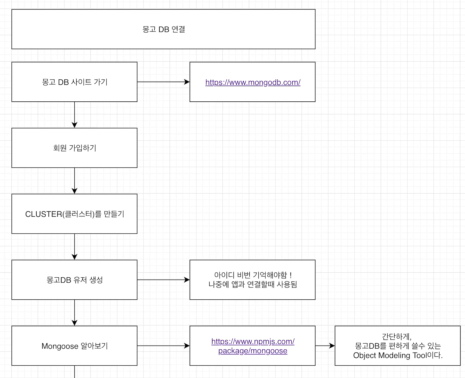 몽고 DB 연결
몽고 DB 사이트 가기
https://www.mongodb.com/
회원 가입하기
CLUSTER(클러스터)를 만들기
몽고DB 유저 생성
아이디 비번 기억해야함 !
나중에 앱과 연결할때 사용됨
Mongoose 알아보기
https://www.npmjs.com/
package/mongoose
간단하게,
몽고DB를 편하게 쓸수 있는
Object Modeling Tool이다.